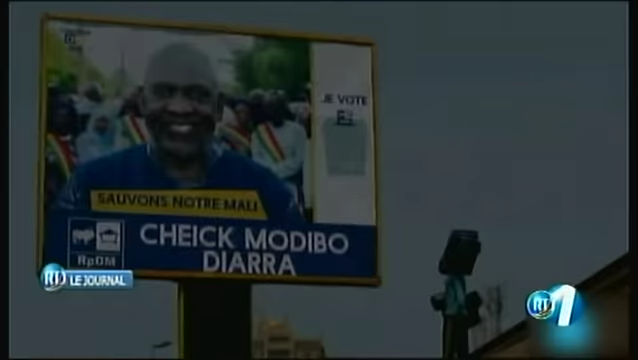 JE VOTE
SAUVONS NOTRE MALI
CHEICK MODIBO
DIARRA
RpDM
RTI LE JOURNAL
RTI 1